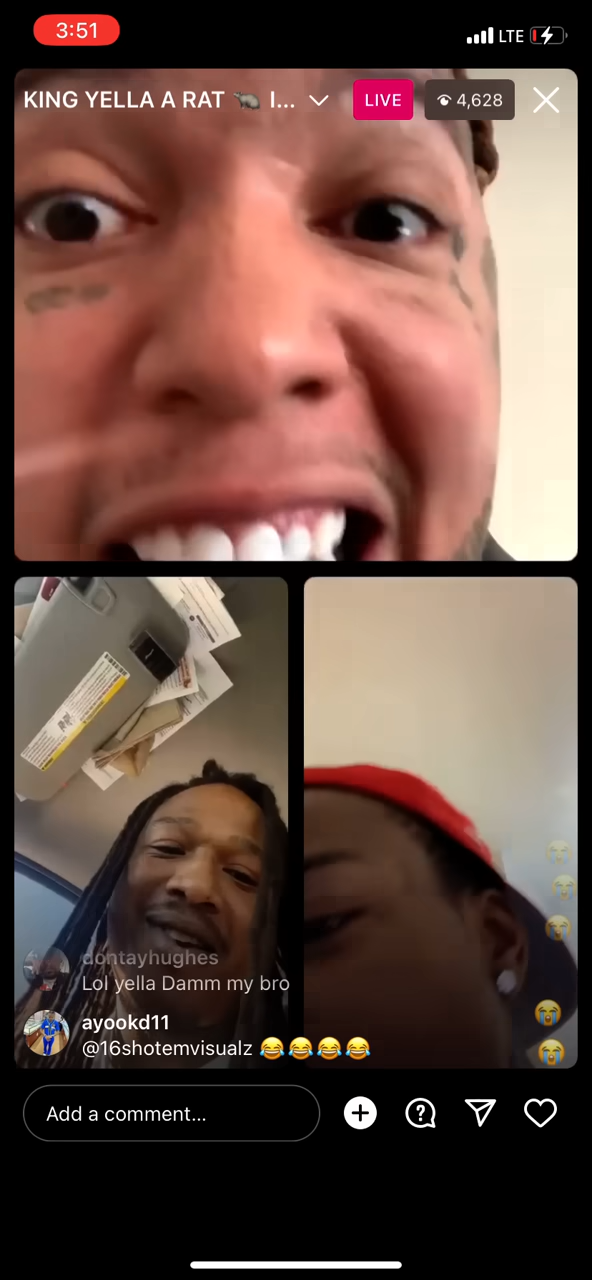 3:51
LTE
KING YELLA A RAT 🐀 I...
LIVE
4,628
dontayhughes
Lol yella Damm my bro
ayookd11
@16shotemvisualz 😂😂😂😂
Add a comment...